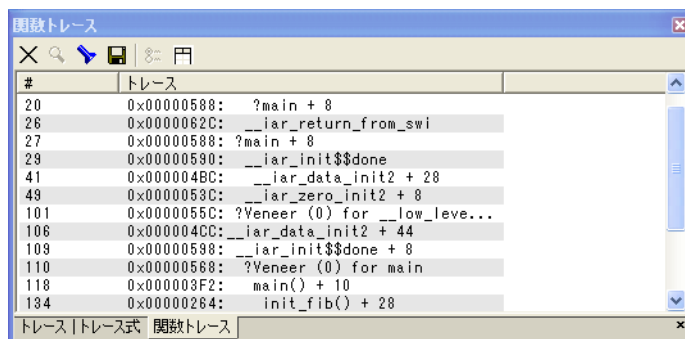 関数トレース
# トレース
20 0x00000588: ?main + 8
26 0x0000062C: __iar_return_from_swi
27 0x00000588: ?main + 8
29 0x00000590: __iar_init$$done
41 0x000004BC: __iar_data_init2 + 28
49 0x0000053C: __iar_zero_init2 + 8
101 0x0000055C: ?Veneer (0) for __low_leve...
106 0x000004CC:__iar_data_init2 + 44
109 0x00000598: __iar_init$$done + 8
110 0x00000568: ?Veneer (0) for main
118 0x000003F2: main() + 10
134 0x00000264: init_fib() + 28
トレース | トレース式 関数トレース